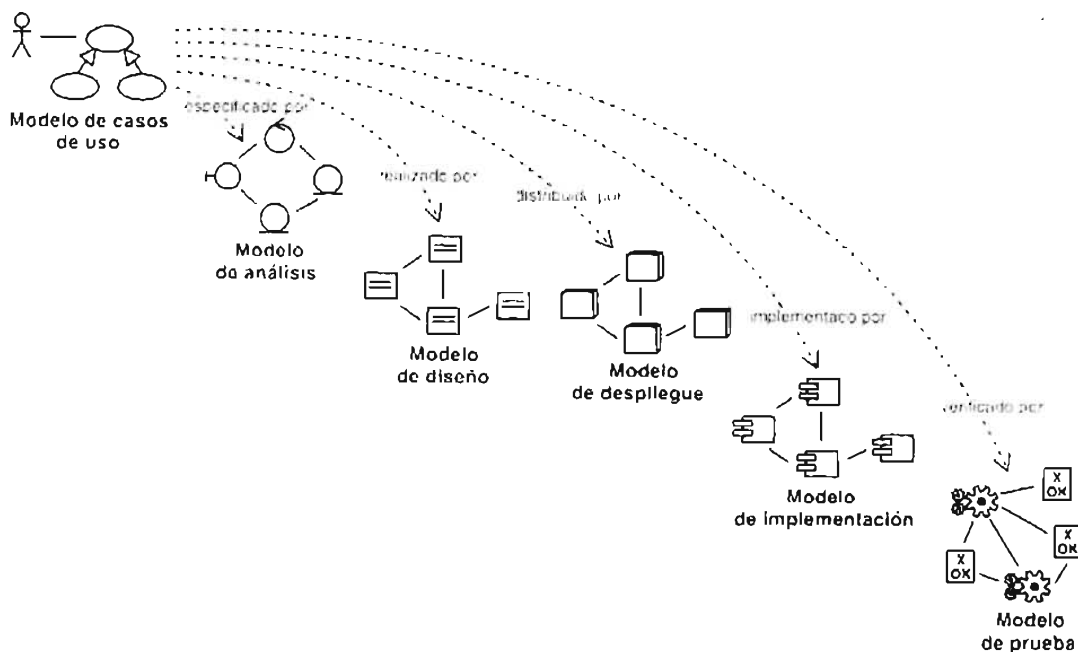 Modelo de casos
de uso
especificado por
Modelo
de análisis
realizado por
Modelo
de diseño
distribuido por
Modelo
de despliegue
implementado por
Modelo
de implementación
verificado por
X
OK
X
OK
X
OK
Modelo
de prueba